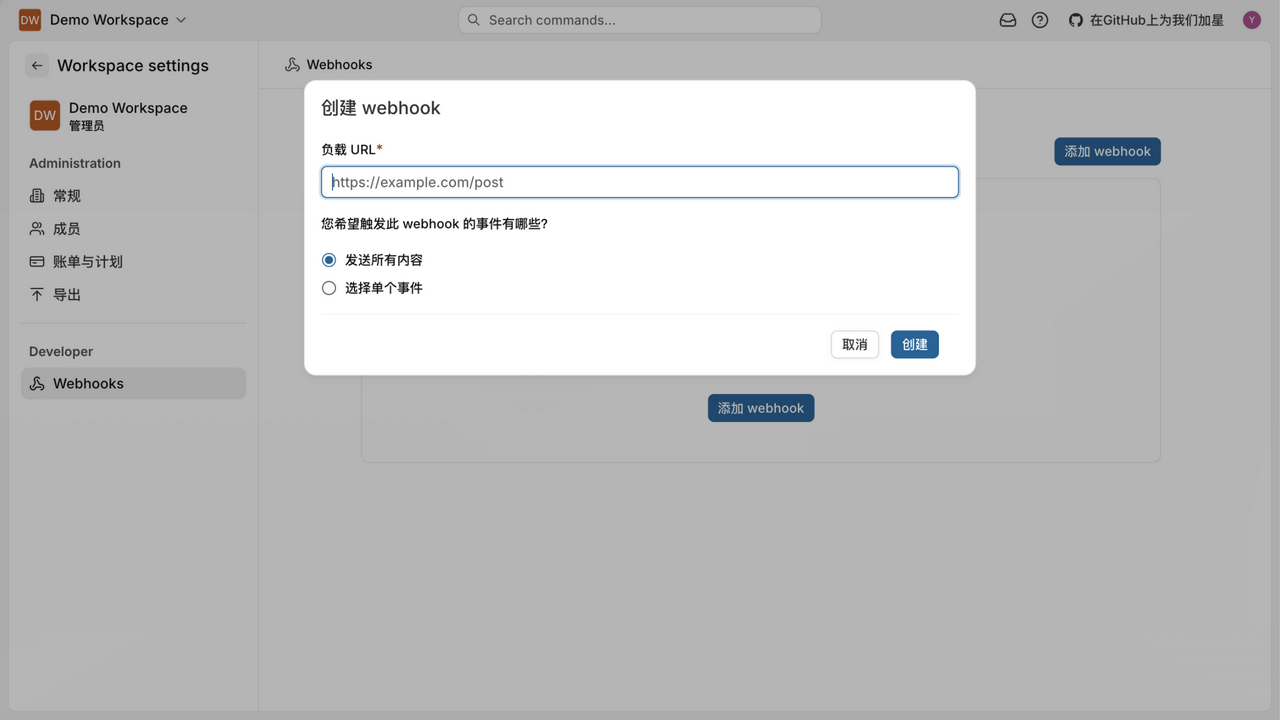 DW Demo Workspace
Search commands...
在GitHub上为我们加星
Y
Workspace settings
DW
Demo Workspace
管理员
Administration
常规
成员
账单与计划
导出
Developer
Webhooks
Webhooks
添加 webhook
创建 webhook
负载 URL*
https://example.com/post
您希望触发此 webhook 的事件有哪些?
发送所有内容
选择单个事件
取消
创建
添加 webhook